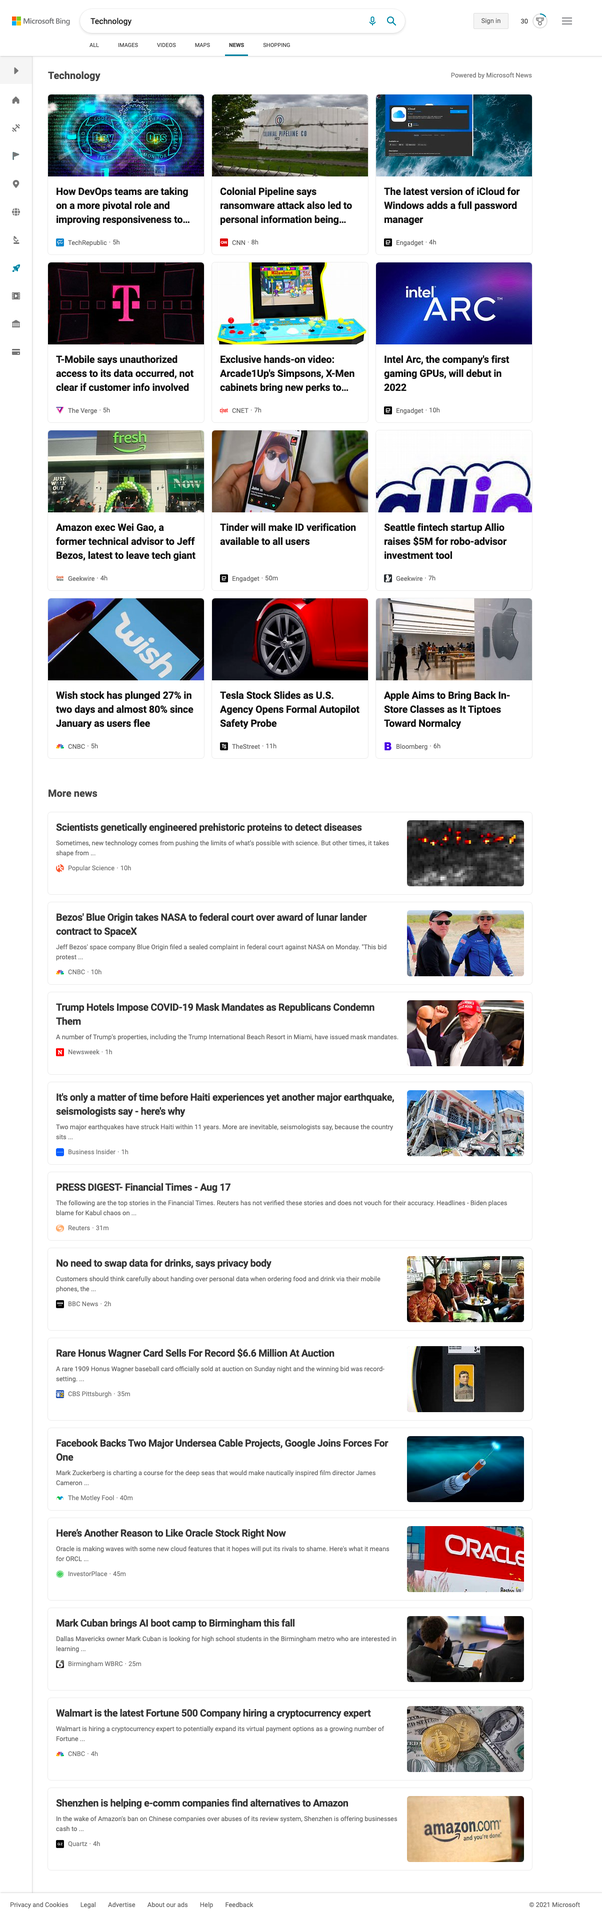 Microsoft Bing
Technology
Sign in
30
ALL IMAGES VIDEOS MAPS NEWS SHOPPING
Technology
Powered by Microsoft News
How DevOps teams are taking
on a more pivotal role and
improving responsiveness to...
TechRepublic · 5h
COLONIAL PIPELINE CO
Colonial Pipeline says
ransomware attack also led to
personal information being...
CNN · 8h
The latest version of iCloud for
Windows adds a full password
manager
Engadget · 4h
T-Mobile says unauthorized
access to its data occurred, not
clear if customer info involved
The Verge · 5h
Exclusive hands-on video:
Arcade1Up's Simpsons, X-Men
cabinets bring new perks to...
CNET · 7h
intel
ARC
Intel Arc, the company's first
gaming GPUs, will debut in
2022
Engadget · 10h
fresh
Amazon exec Wei Gao, a
former technical advisor to Jeff
Bezos, latest to leave tech giant
Geekwire · 4h
Tinder will make ID verification
available to all users
Engadget · 50m
allio
Seattle fintech startup Allio
raises $5M for robo-advisor
investment tool
Geekwire · 7h
wish
Wish stock has plunged 27% in
two days and almost 80% since
January as users flee
CNBC · 5h
Tesla Stock Slides as U.S.
Agency Opens Formal Autopilot
Safety Probe
TheStreet · 11h
Apple Aims to Bring Back In-
Store Classes as It Tiptoes
Toward Normalcy
Bloomberg · 6h
More news
Scientists genetically engineered prehistoric proteins to detect diseases
Sometimes, new technology comes from pushing the limits of what's possible with science. But other times, it takes
shape from ...
Popular Science · 10h
Bezos' Blue Origin takes NASA to federal court over award of lunar lander
contract to SpaceX
Jeff Bezos' space company Blue Origin filed a sealed complaint in federal court against NASA on Monday. "This bid
protest ...
CNBC · 10h
Trump Hotels Impose COVID-19 Mask Mandates as Republicans Condemn
Them
A number of Trump's properties, including the Trump International Beach Resort in Miami, have issued mask mandates.
Newsweek · 1h
It's only a matter of time before Haiti experiences yet another major earthquake,
seismologists say - here's why
Two major earthquakes have struck Haiti within 11 years. More are inevitable, seismologists say, because the country
sits ...
Business Insider · 1h
PRESS DIGEST- Financial Times - Aug 17
The following are the top stories in the Financial Times. Reuters has not verified these stories and does not vouch for their accuracy. Headlines - Biden places
blame for Kabul chaos on ...
Reuters · 31m
No need to swap data for drinks, says privacy body
Customers should think carefully about handing over personal data when ordering food and drink via their mobile
phones, the ...
BBC News · 2h
Rare Honus Wagner Card Sells For Record $6.6 Million At Auction
A rare 1909 Honus Wagner baseball card officially sold at auction on Sunday night and the winning bid was record-
setting. ...
CBS Pittsburgh · 35m
Facebook Backs Two Major Undersea Cable Projects, Google Joins Forces For
One
Mark Zuckerberg is charting a course for the deep seas that would make nautically inspired film director James
Cameron ...
The Motley Fool · 40m
Here's Another Reason to Like Oracle Stock Right Now
Oracle is making waves with some new cloud features that it hopes will put its rivals to shame. Here's what it means
for ORCL ...
InvestorPlace · 45m
ORACLE
Mark Cuban brings AI boot camp to Birmingham this fall
Dallas Mavericks owner Mark Cuban is looking for high school students in the Birmingham metro who are interested in
learning ...
Birmingham WBRC · 25m
Walmart is the latest Fortune 500 Company hiring a cryptocurrency expert
Walmart is hiring a cryptocurrency expert to potentially expand its virtual payment options as a growing number of
Fortune ...
CNBC · 4h
Shenzhen is helping e-comm companies find alternatives to Amazon
In the wake of Amazon's ban on Chinese companies over abuses of its review system, Shenzhen is offering businesses
cash to ...
Quartz · 4h
amazon.com
and you're done.
Privacy and Cookies Legal Advertise About our ads Help Feedback
© 2021 Microsoft